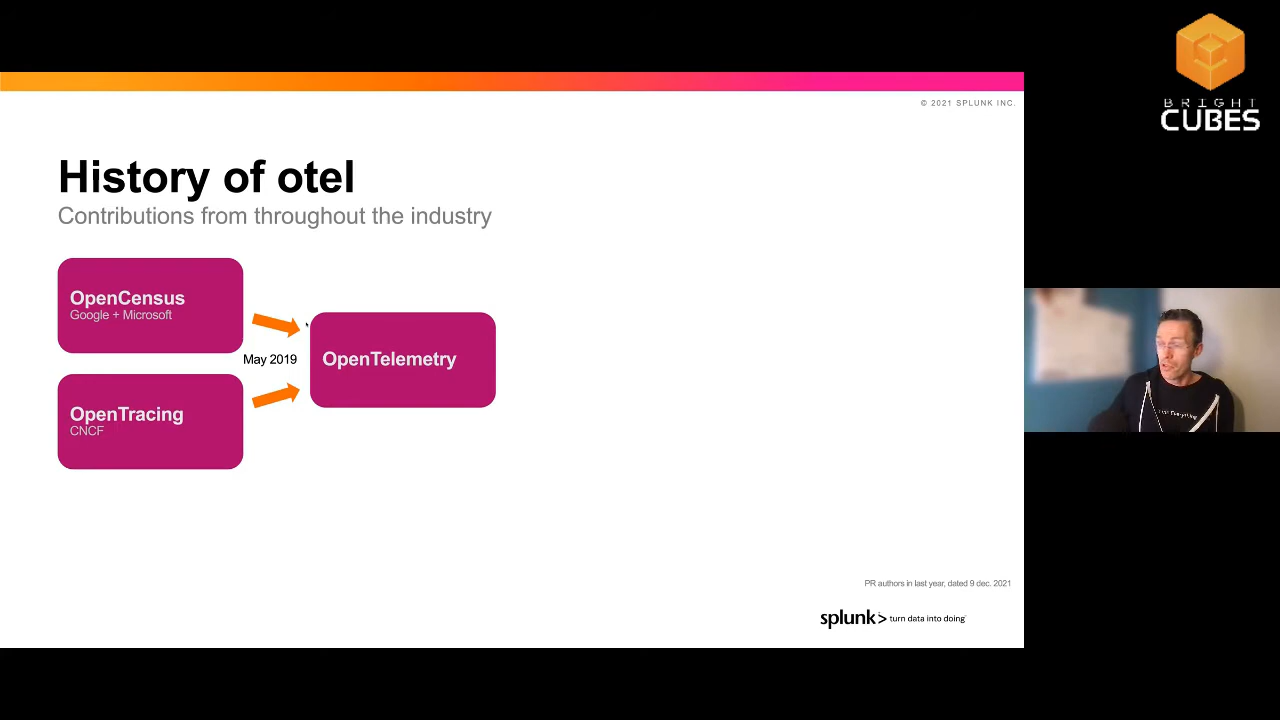 BRIGHT
CUBES
© 2021 SPLUNK INC.
History of otel
Contributions from throughout the industry
OpenCensus
Google + Microsoft
May 2019
OpenTelemetry
OpenTracing
CNCF
PR authors in last year, dated 9 dec. 2021
splunk> turn data into doing